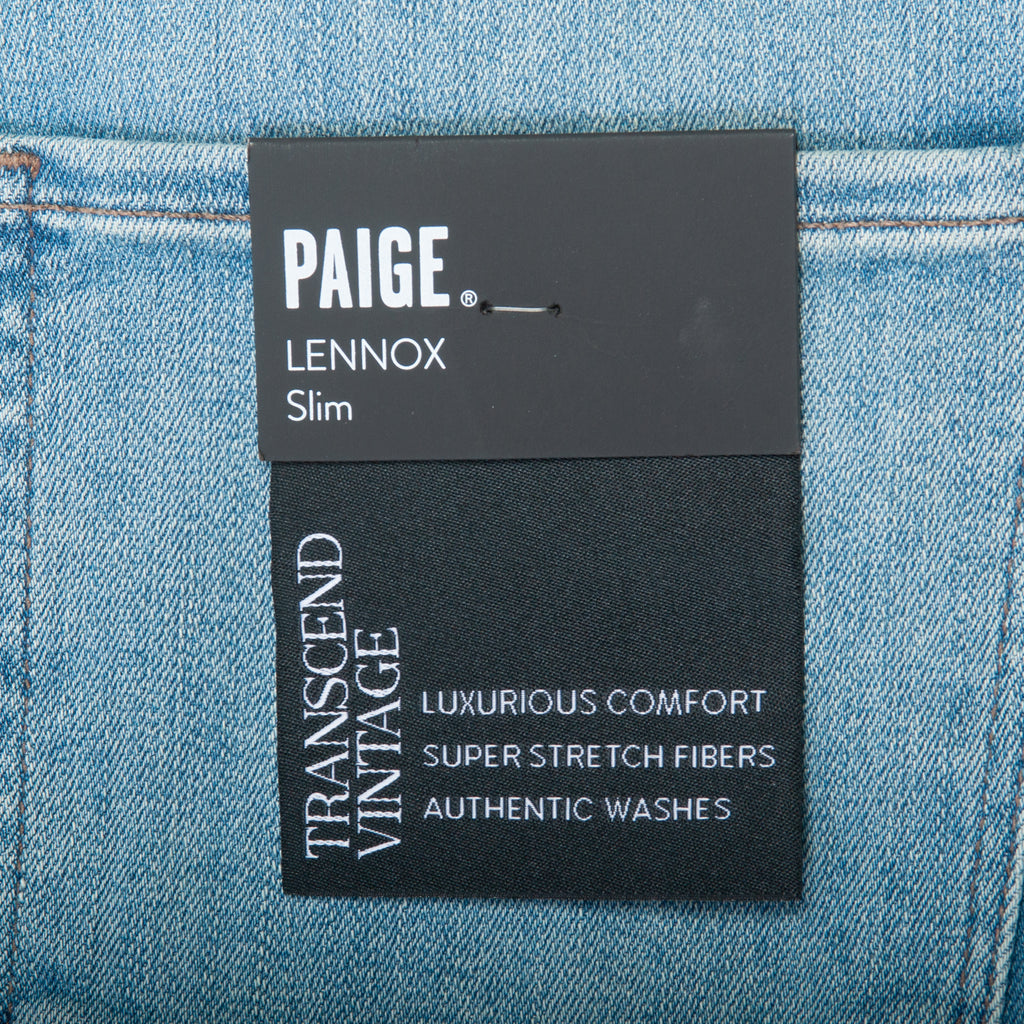 PAIGE®
LENNOX
Slim
TRANSCEND
VINTAGE
LUXURIOUS COMFORT
SUPER STRETCH FIBERS
AUTHENTIC WASHES